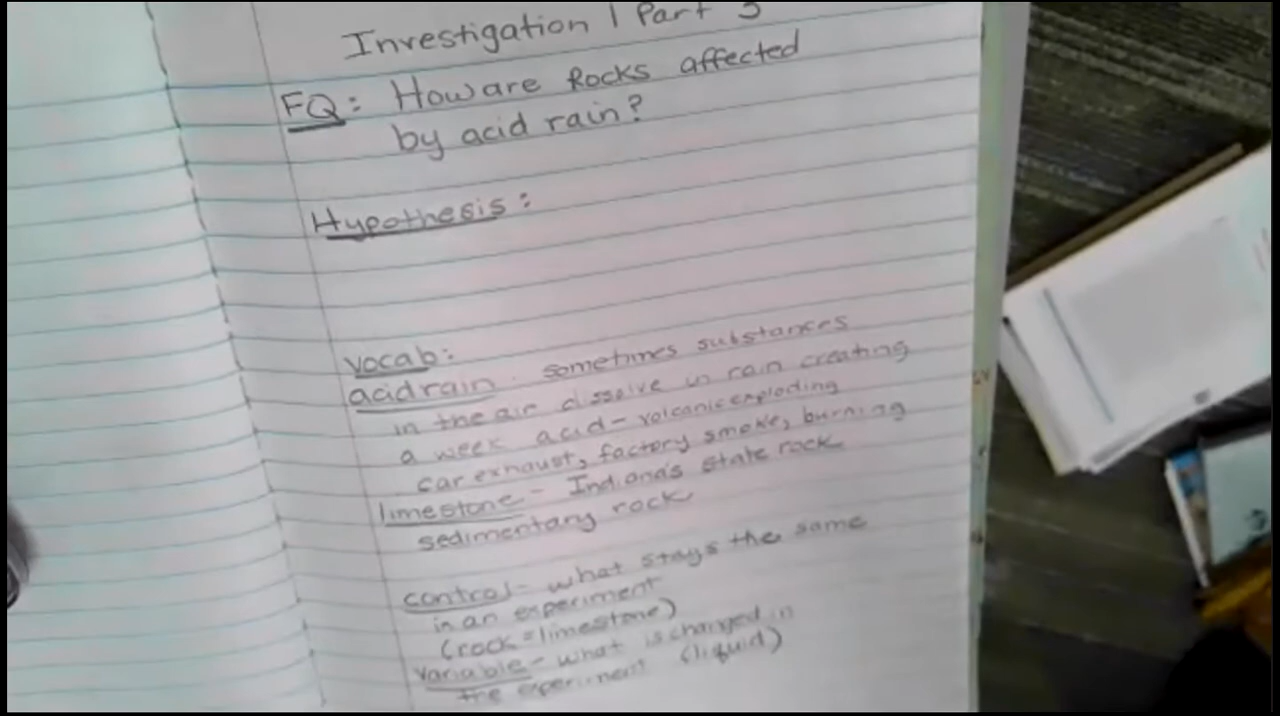 Investigation 1 Part 3
FQ: How are Rocks affected
by acid rain?
Hypothesis:
vocab:
acid rain - sometimes substances
in the air dissolve in rain creating
a week acid - volcanic exploding
car exhaust, factory smoke, burning
limestone - Indiana's state rock
sedimentary rock
control - what stays the same
in an experiment
(rock = limestone)
variable - what is changed in
the experiment (liquid)